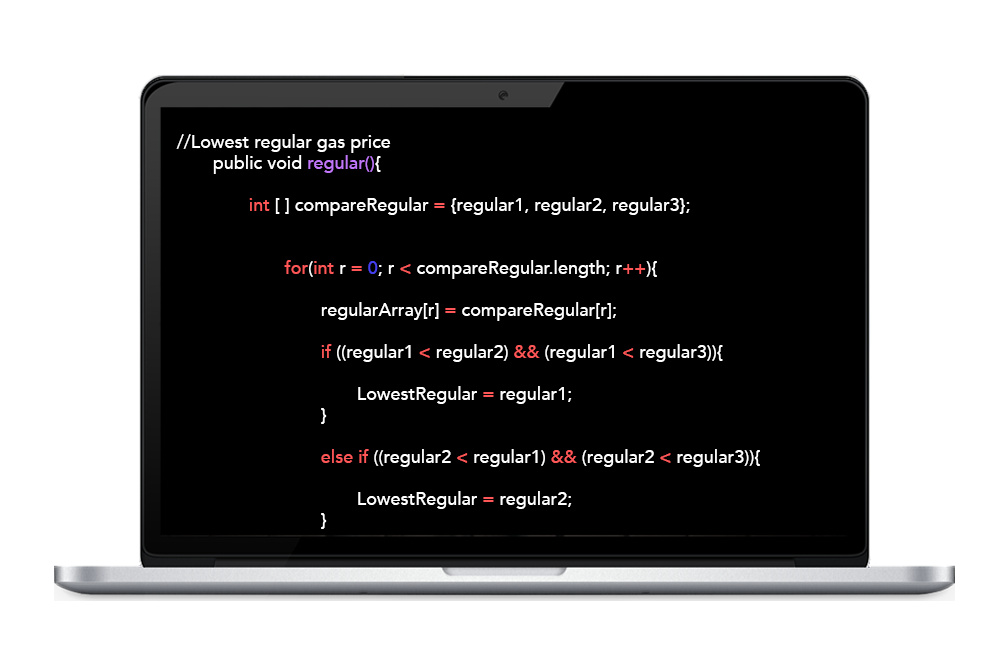 //Lowest regular gas price
public void regular(){
int [ ] compareRegular = {regular1, regular2, regular3};
for(int r = 0; r < compareRegular.length; r++){
regularArray[r] = compareRegular[r];
if ((regular1 < regular2) && (regular1 < regular3)){
LowestRegular = regular1;
}
else if ((regular2 < regular1) && (regular2 < regular3)){
LowestRegular = regular2;
}